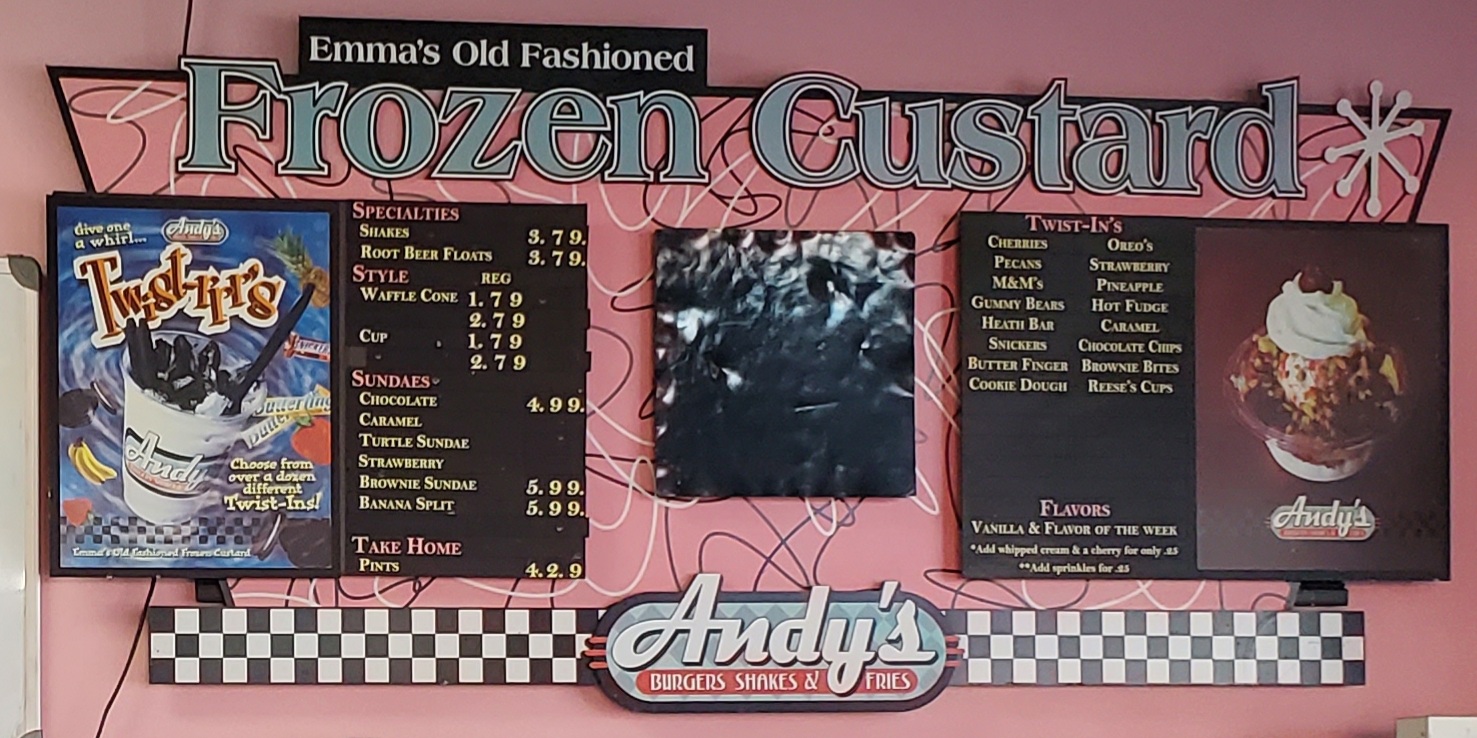 Emma's Old Fashioned
Frozen Custard
Give one
a whirl...
Andy's
Twist-rrr's
Andy
Choose from
over a dozen
different
Twist-Ins!
Emma's Old Fashioned Frozen Custard
SPECIALTIES
SHAKES 3.79.
ROOT BEER FLOATS 3.79.
STYLE REG
WAFFLE CONE 1.79
2.79
CUP 1.79
2.79
SUNDAES
CHOCOLATE 4.99.
CARAMEL
TURTLE SUNDAE
STRAWBERRY
BROWNIE SUNDAE 5.99.
BANANA SPLIT 5.99.
TAKE HOME
PINTS 4.29
TWIST-IN'S
CHERRIES OREO'S
PECANS STRAWBERRY
M&M'S PINEAPPLE
GUMMY BEARS HOT FUDGE
HEATH BAR CARAMEL
SNICKERS CHOCOLATE CHIPS
BUTTER FINGER BROWNIE BITES
COOKIE DOUGH REESE'S CUPS
FLAVORS
VANILLA & FLAVOR OF THE WEEK
*Add whipped cream & a cherry for only .25
**Add sprinkles for .25
Andy's
Andy's
BURGERS SHAKES & FRIES